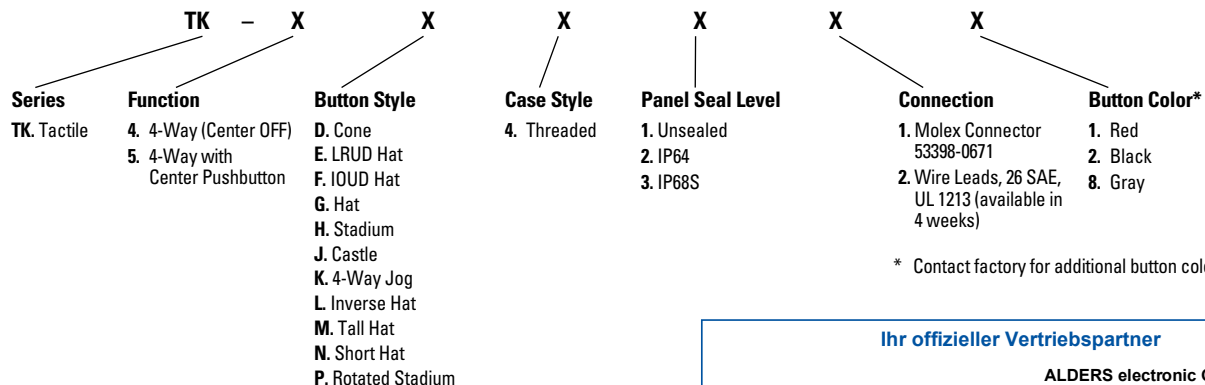 TK – X X X X X X
Series
TK. Tactile
Function
4. 4-Way (Center OFF)
5. 4-Way with
Center Pushbutton
Button Style
D. Cone
E. LRUD Hat
F. IOUD Hat
G. Hat
H. Stadium
J. Castle
K. 4-Way Jog
L. Inverse Hat
M. Tall Hat
N. Short Hat
P. Rotated Stadium
Case Style
4. Threaded
Panel Seal Level
1. Unsealed
2. IP64
3. IP68S
Connection
1. Molex Connector
53398-0671
2. Wire Leads, 26 SAE,
UL 1213 (available in
4 weeks)
Button Color*
1. Red
2. Black
8. Gray
* Contact factory for additional button
Ihr offizieller Vertriebspartner
ALDERS electronic